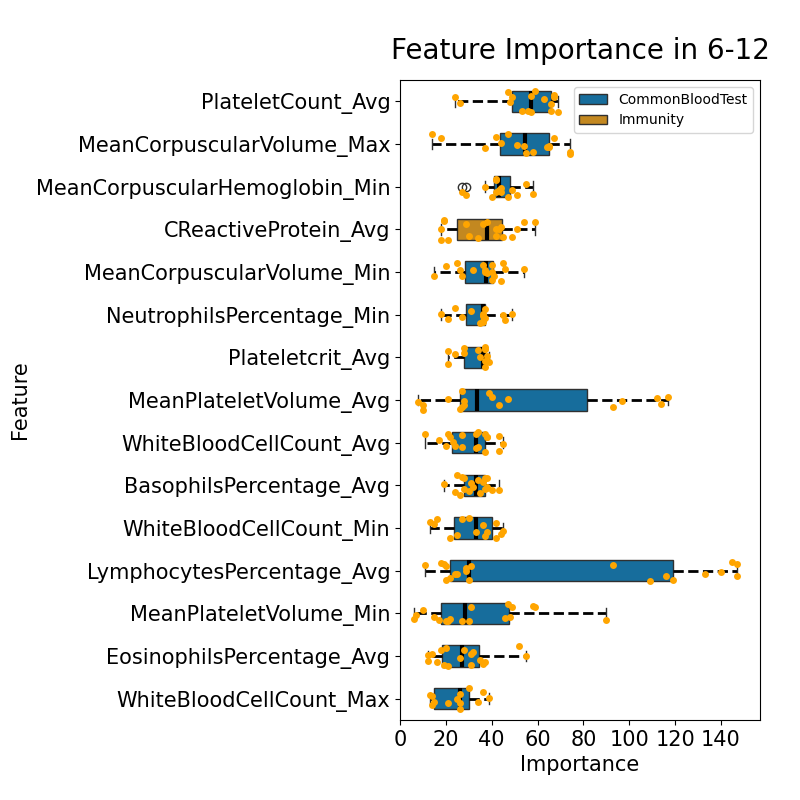 Feature Importance in 6-12
CommonBloodTest
Immunity
PlateletCount_Avg
MeanCorpuscularVolume_Max
MeanCorpuscularHemoglobin_Min
CReactiveProtein_Avg
MeanCorpuscularVolume_Min
NeutrophilsPercentage_Min
Plateletcrit_Avg
MeanPlateletVolume_Avg
WhiteBloodCellCount_Avg
BasophilsPercentage_Avg
WhiteBloodCellCount_Min
LymphocytesPercentage_Avg
MeanPlateletVolume_Min
EosinophilsPercentage_Avg
WhiteBloodCellCount_Max
Feature
0 20 40 60 80 100 120 140
Importance